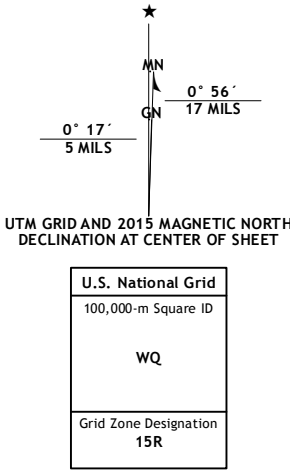 ★
MN
0° 56´
17 MILS
GN
0° 17´
5 MILS
UTM GRID AND 2015 MAGNETIC NORTH
DECLINATION AT CENTER OF SHEET
U.S. National Grid
100,000-m Square ID
WQ
Grid Zone Designation
15R